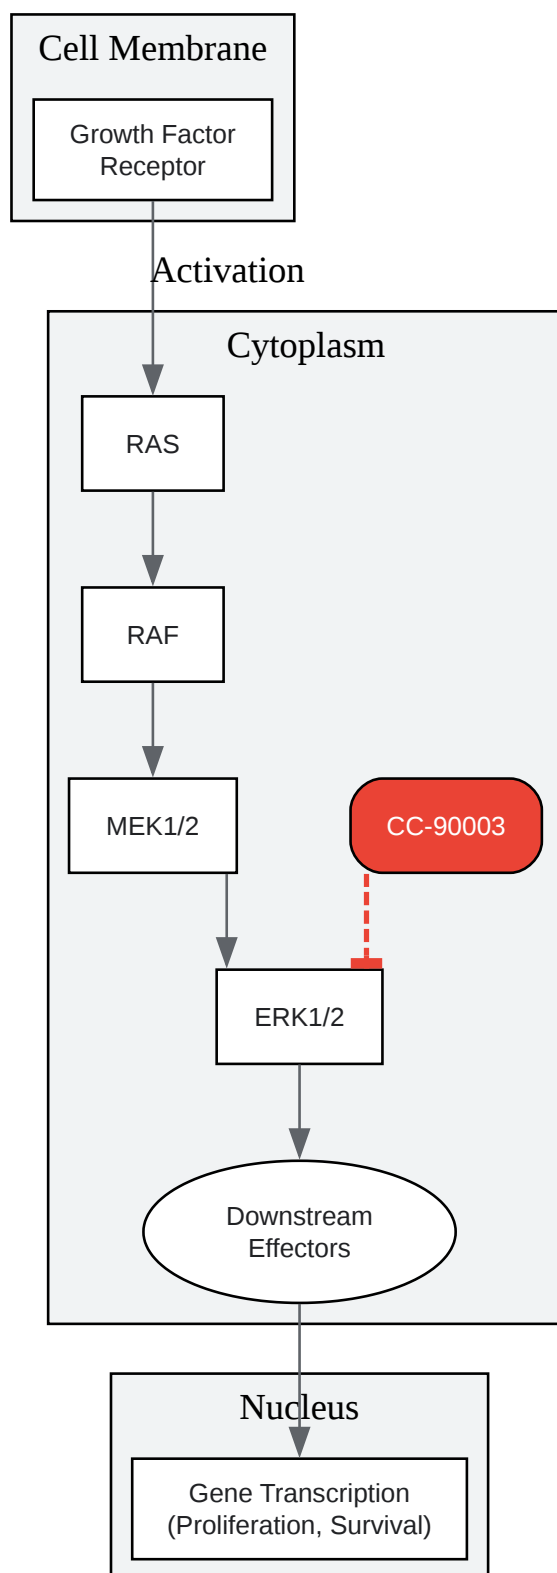 Cell Membrane
Growth Factor
Receptor
Activation
Cytoplasm
RAS
RAF
MEK1/2
CC-90003
ERK1/2
Downstream
Effectors
Nucleus
Gene Transcription
(Proliferation, Survival)